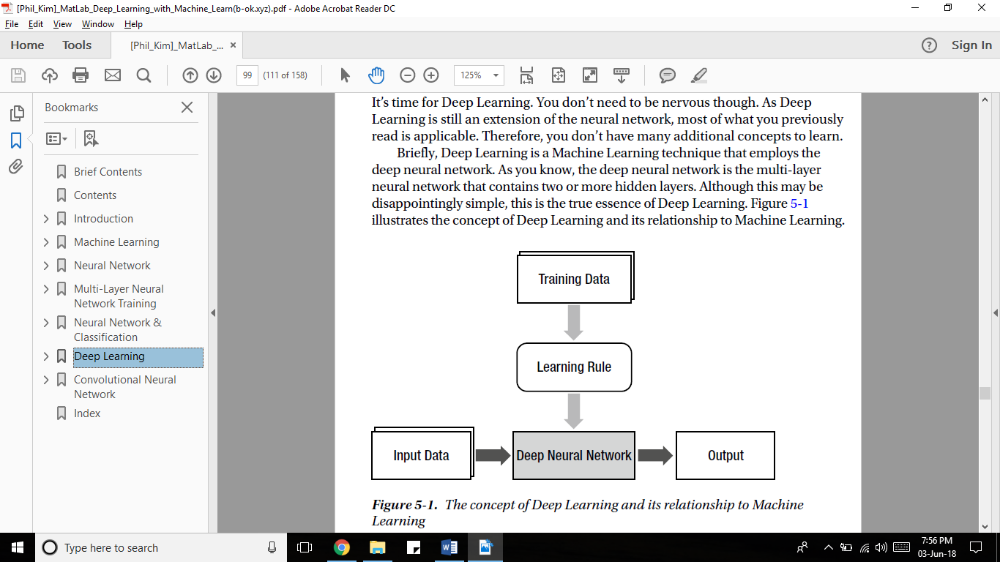 [Phil_Kim]_MatLab_Deep_Learning_with_Machine_Learn(b-ok.xyz).pdf - Adobe Acrobat Reader DC
File Edit View Window Help
Home Tools [Phil_Kim]_MatLab_... × ? Sign In
99 (111 of 158) 125%
Bookmarks
Brief Contents
Contents
Introduction
Machine Learning
Neural Network
Multi-Layer Neural
Network Training
Neural Network &
Classification
Deep Learning
Convolutional Neural
Network
Index
It’s time for Deep Learning. You don’t need to be nervous though. As Deep
Learning is still an extension of the neural network, most of what you previously
read is applicable. Therefore, you don’t have many additional concepts to learn.
Briefly, Deep Learning is a Machine Learning technique that employs the
deep neural network. As you know, the deep neural network is the multi-layer
neural network that contains two or more hidden layers. Although this may be
disappointingly simple, this is the true essence of Deep Learning. Figure 5-1
illustrates the concept of Deep Learning and its relationship to Machine Learning.
Training Data
Learning Rule
Input Data
Deep Neural Network
Output
Figure 5-1. The concept of Deep Learning and its relationship to Machine
Learning
Type here to search
7:56 PM
03-Jun-18